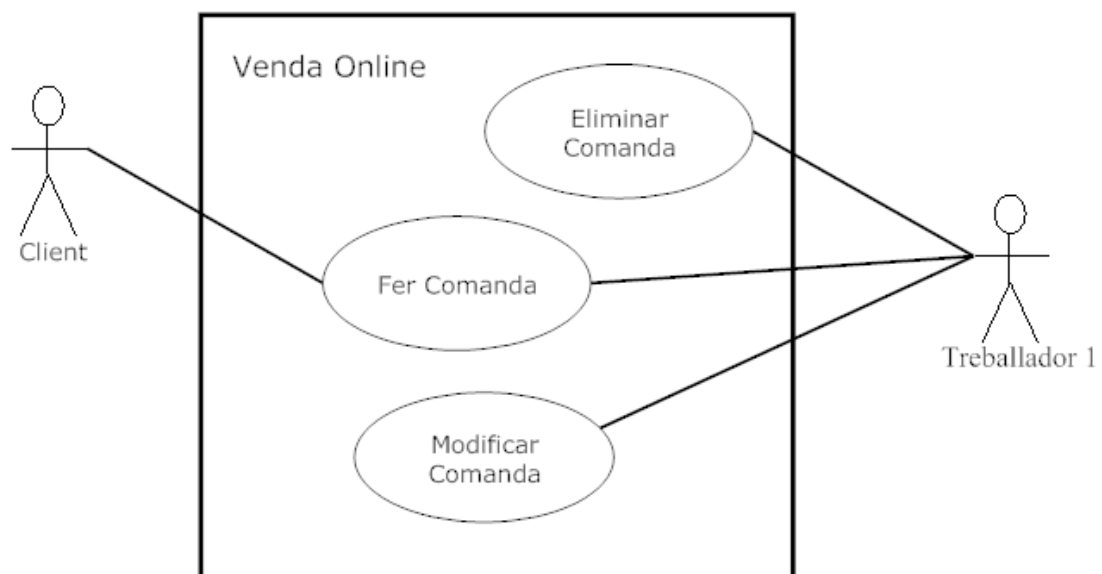 Venda Online
Eliminar
Comanda
Client
Fer Comanda
Treballador 1
Modificar
Comanda